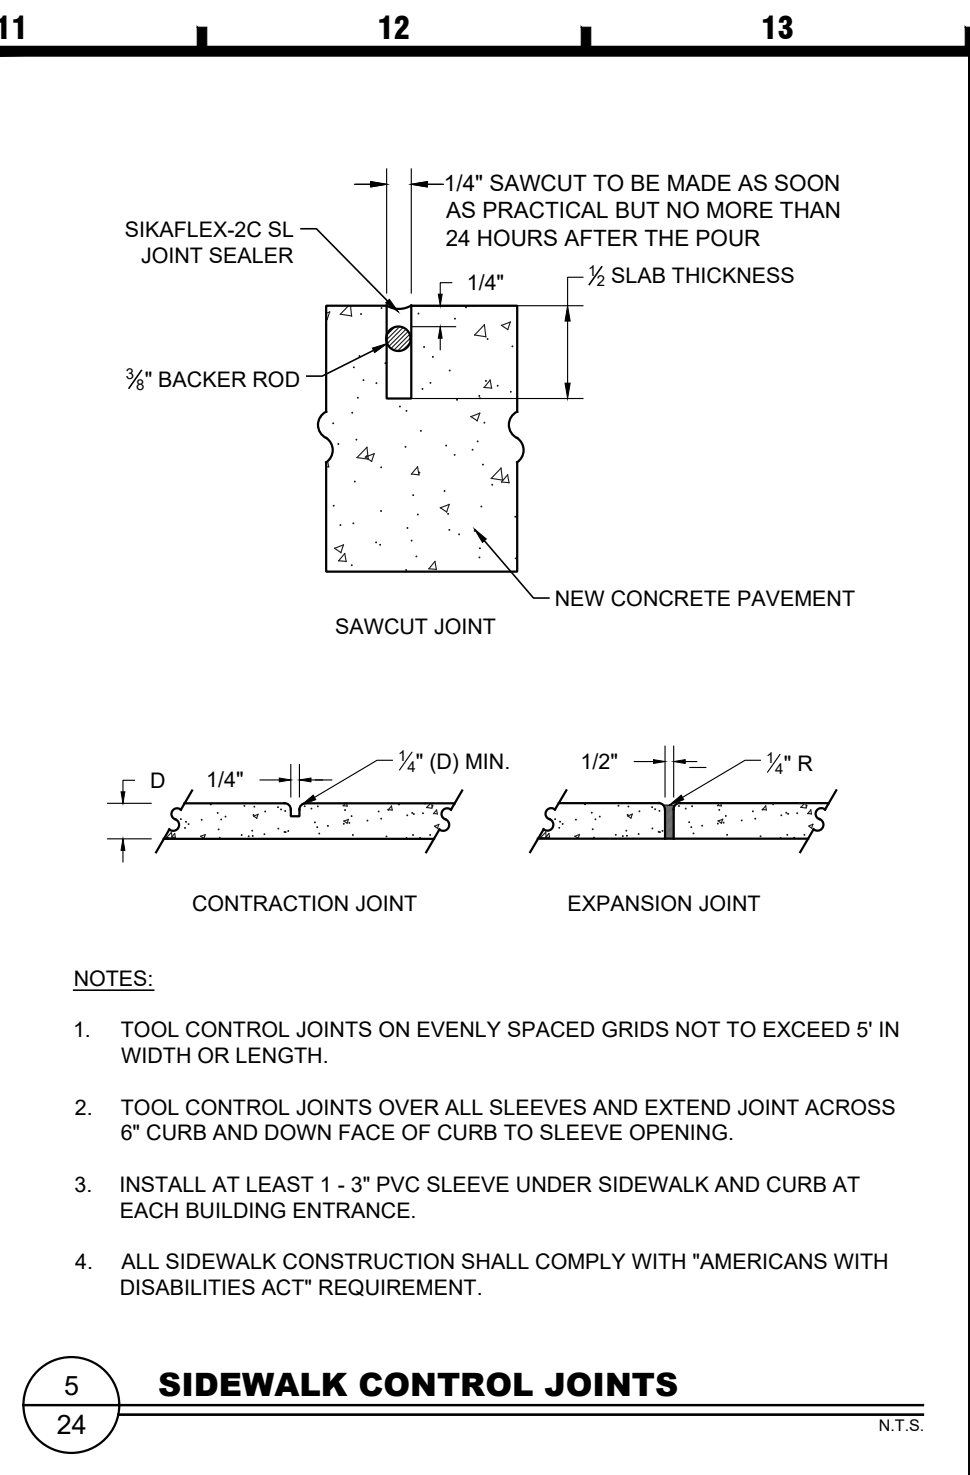 11
12
13
1/4" SAWCUT TO BE MADE AS SOON
AS PRACTICAL BUT NO MORE THAN
24 HOURS AFTER THE POUR
SIKAFLEX-2C SL
JOINT SEALER
1/4"
½ SLAB THICKNESS
⅜" BACKER ROD
NEW CONCRETE PAVEMENT
SAWCUT JOINT
D
1/4"
¼" (D) MIN.
1/2"
¼" R
CONTRACTION JOINT
EXPANSION JOINT
NOTES:
1. TOOL CONTROL JOINTS ON EVENLY SPACED GRIDS NOT TO EXCEED 5' IN
WIDTH OR LENGTH.
2. TOOL CONTROL JOINTS OVER ALL SLEEVES AND EXTEND JOINT ACROSS
6" CURB AND DOWN FACE OF CURB TO SLEEVE OPENING.
3. INSTALL AT LEAST 1 - 3" PVC SLEEVE UNDER SIDEWALK AND CURB AT
EACH BUILDING ENTRANCE.
4. ALL SIDEWALK CONSTRUCTION SHALL COMPLY WITH "AMERICANS WITH
DISABILITIES ACT" REQUIREMENT.
5
24
SIDEWALK CONTROL JOINTS
N.T.S.